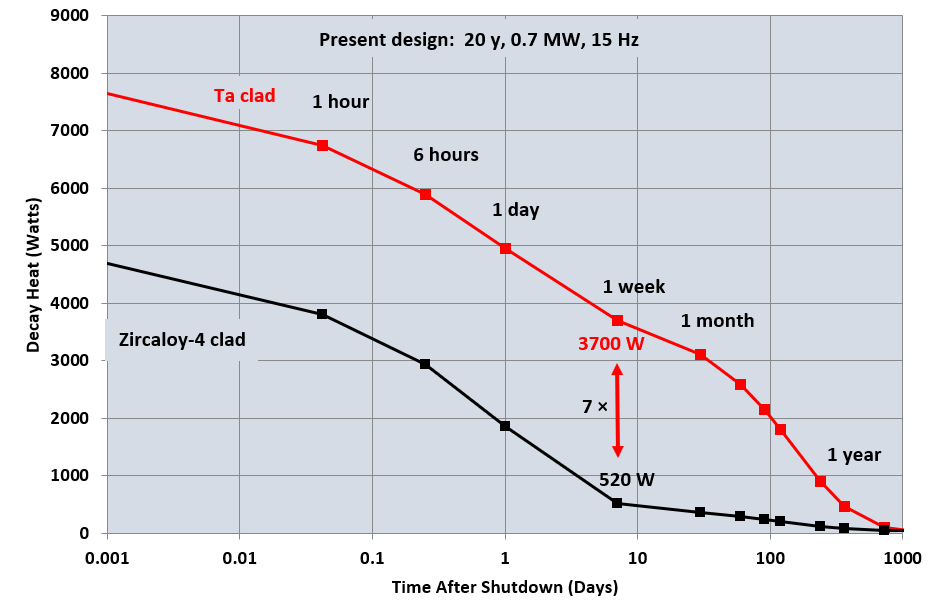 9000
Present design: 20 y, 0.7 MW, 15 Hz
8000
Ta clad
1 hour
7000
6 hours
6000
1 day
5000
1 week
4000
1 month
Zircaloy-4 clad
3700 W
3000
7 ×
2000
1 year
1000
520 W
0
0.001
0.01
0.1
1
10
100
1000
Decay Heat (Watts)
Time After Shutdown (Days)